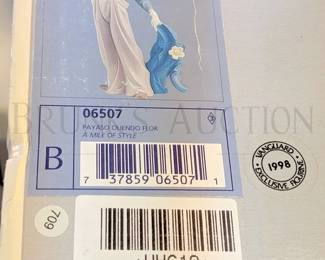 BRUNK AUCTION
06507
PAYASO OLIENDO FLOR
A MILE OF STYLE
B
7 37859 06507 1
VANGUARD
1998
EXCLUSIVE FIGURINE
709